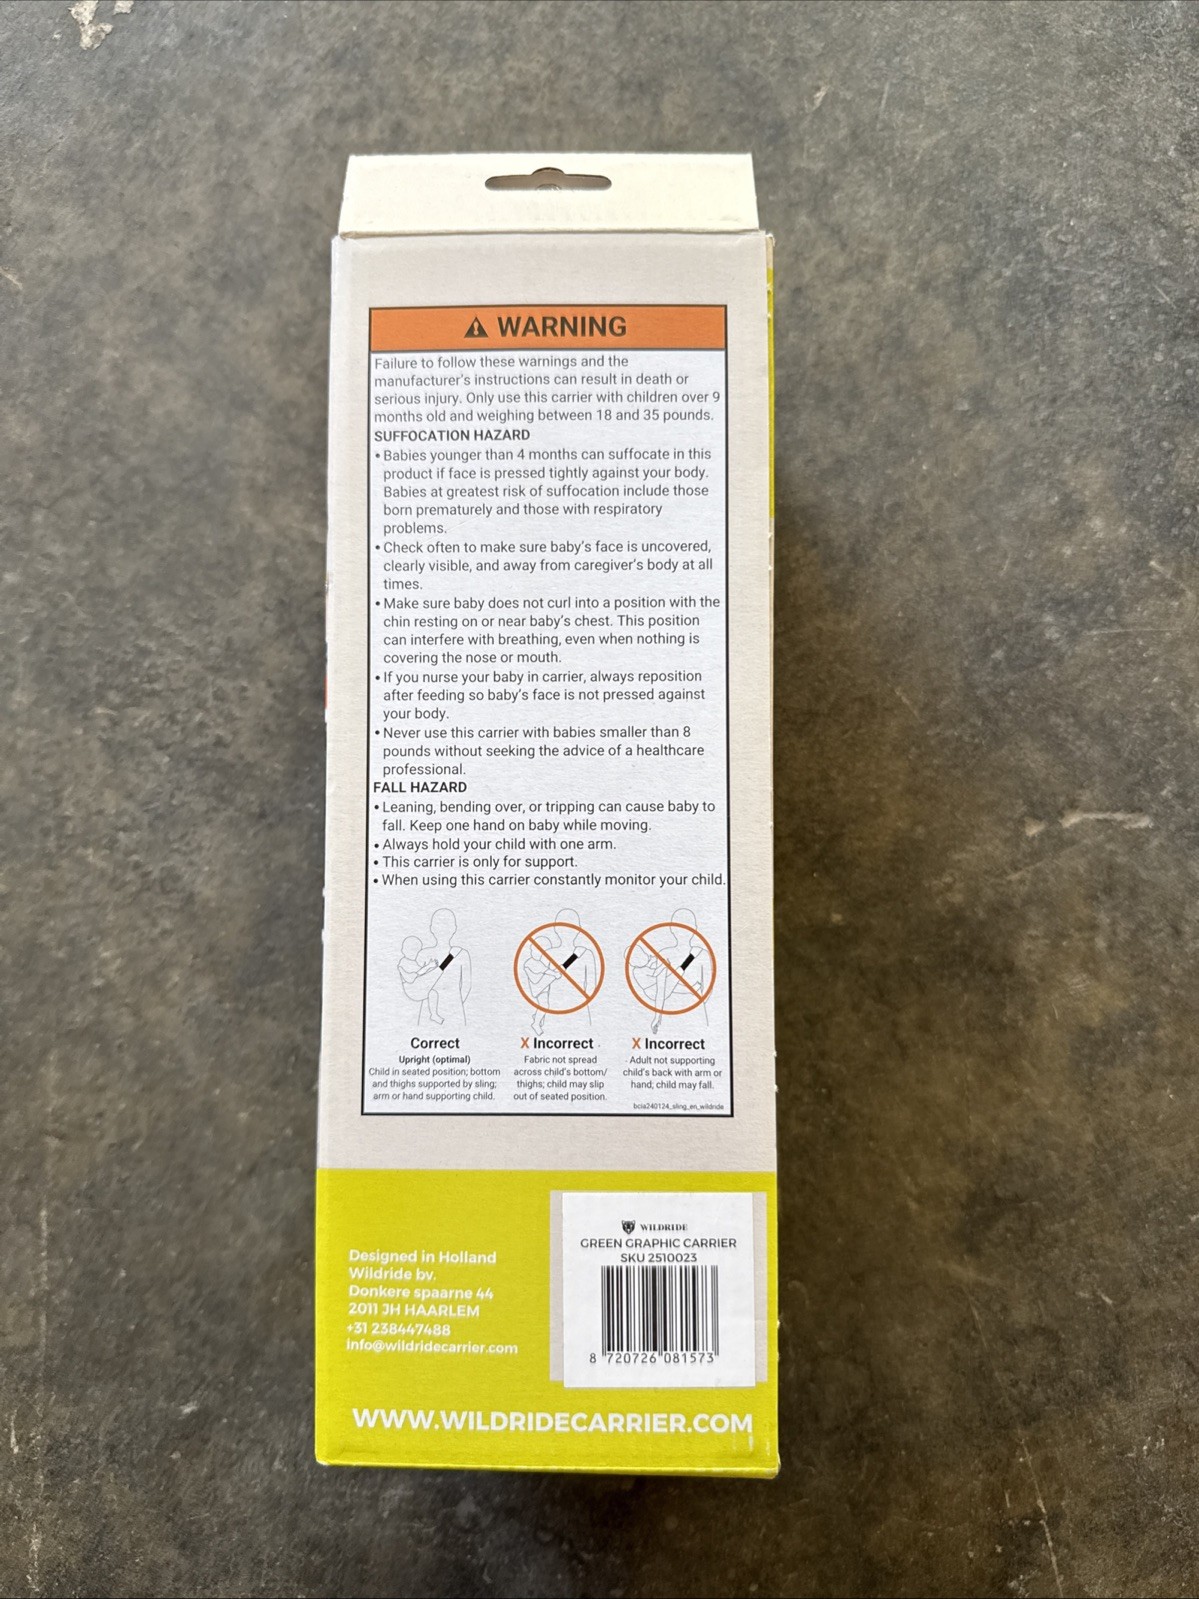 WARNING
Failure to follow these warnings and the
manufacturer's instructions can result in death or
serious injury. Only use this carrier with children over 9
months old and weighing between 18 and 35 pounds.
SUFFOCATION HAZARD
• Babies younger than 4 months can suffocate in this
product if face is pressed tightly against your body.
Babies at greatest risk of suffocation include those
born prematurely and those with respiratory
problems.
• Check often to make sure baby's face is uncovered,
clearly visible, and away from caregiver's body at all
times.
• Make sure baby does not curl into a position with the
chin resting on or near baby's chest. This position
can interfere with breathing, even when nothing is
covering the nose or mouth.
• If you nurse your baby in carrier, always reposition
after feeding so baby's face is not pressed against
your body.
• Never use this carrier with babies smaller than 8
pounds without seeking the advice of a healthcare
professional.
FALL HAZARD
• Leaning, bending over, or tripping can cause baby to
fall. Keep one hand on baby while moving.
• Always hold your child with one arm.
• This carrier is only for support.
• When using this carrier constantly monitor your child.
Correct
Upright (optimal)
Child in seated position; bottom
and thighs supported by sling;
arm or hand supporting child.
X Incorrect
Fabric not spread
across child's bottom/
thighs; child may slip
out of seated position.
X Incorrect
Adult not supporting
child's back with arm or
hand; child may fall.
bcia240124_sling_en_wildride
Designed in Holland
Wildride bv.
Donkere spaarne 44
2011 JH HAARLEM
+31 238447488
info@wildridecarrier.com
WILDRIDE
GREEN GRAPHIC CARRIER
SKU 2510023
8 720726 081573
WWW.WILDRIDECARRIER.COM